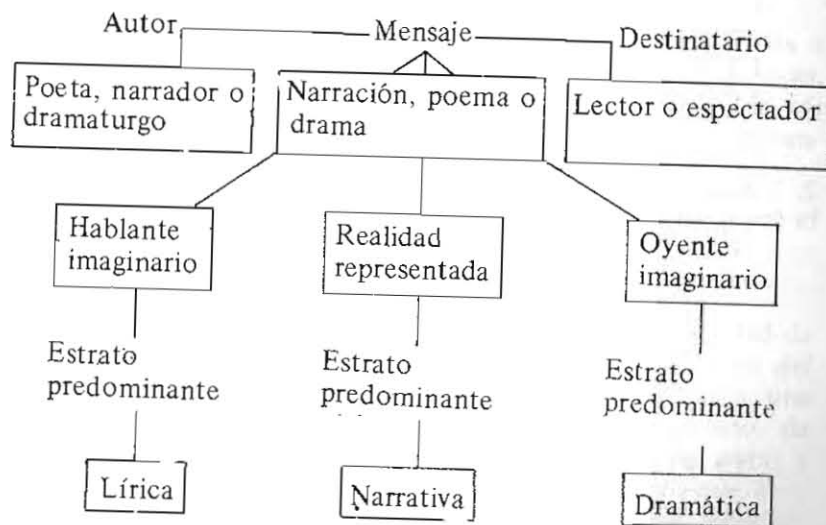 Autor
Mensaje
Destinatario
Poeta, narrador o
dramaturgo
Narración, poema o
drama
Lector o espectador
Hablante
imaginario
Realidad
representada
Oyente
imaginario
Estrato
predominante
Estrato
predominante
Estrato
predominante
Lírica
Narrativa
Dramática